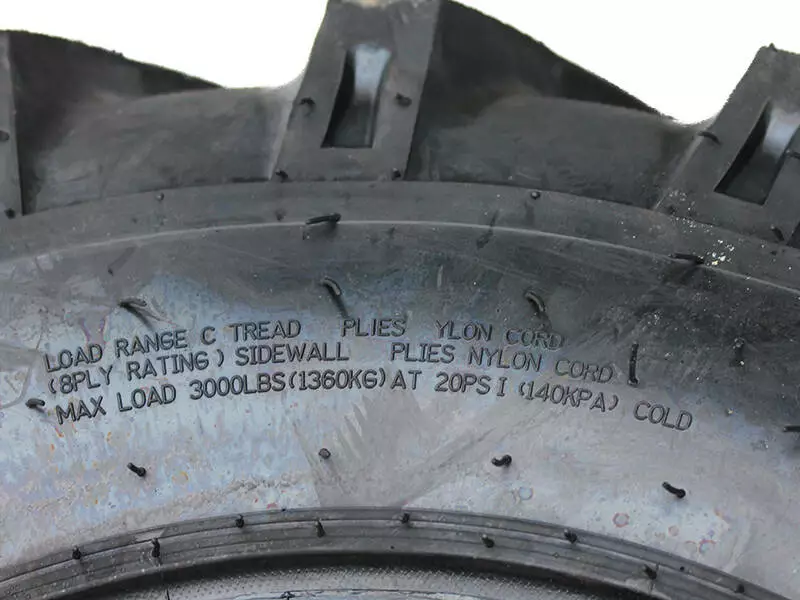 LOAD RANGE C TREAD PLIES YLON CORD
(8PLY RATING) SIDEWALL PLIES NYLON CORD
MAX LOAD 3000LBS(1360KG)AT 20PSI (140KPA) COLD